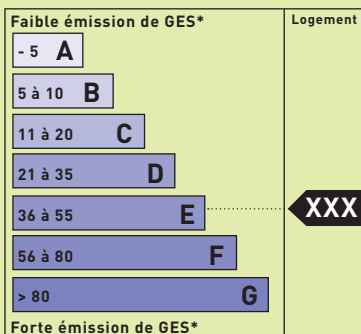 Faible émission de GES* Logement
- 5 A
5 à 10 B
11 à 20 C
21 à 35 D
36 à 55 E XXX
56 à 80 F
> 80 G
Forte émission de GES*